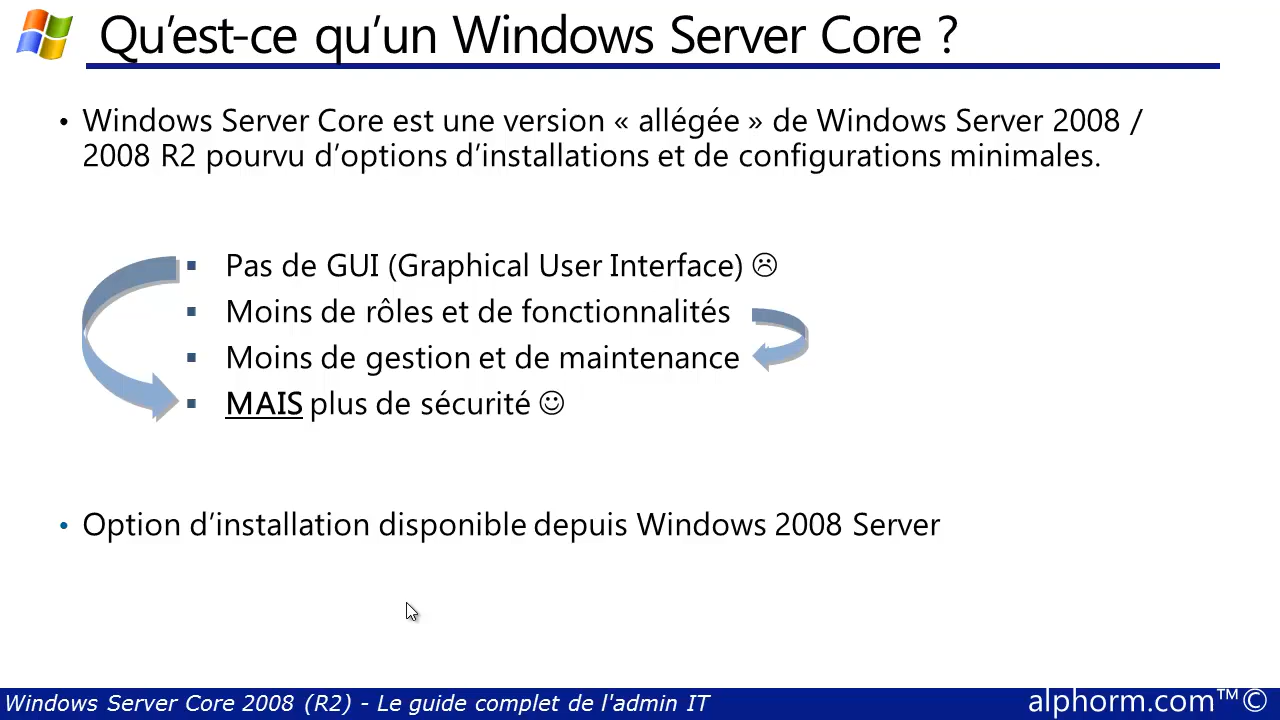 Qu’est-ce qu’un Windows Server Core ?
• Windows Server Core est une version « allégée » de Windows Server 2008 /
2008 R2 pourvu d’options d’installations et de configurations minimales.
▪ Pas de GUI (Graphical User Interface) ☹
▪ Moins de rôles et de fonctionnalités
▪ Moins de gestion et de maintenance
▪ MAIS plus de sécurité ☺
• Option d’installation disponible depuis Windows 2008 Server
Windows Server Core 2008 (R2) - Le guide complet de l'admin IT
alphorm.com™©